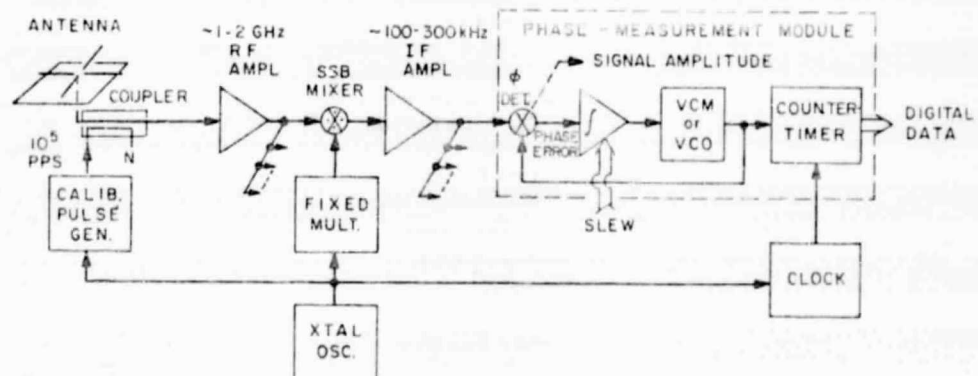 PHASE - MEASUREMENT MODULE
ANTENNA
~1-2 GHz
RF
AMPL
SSB
MIXER
~100-300 kHz
IF
AMPL
SIGNAL AMPLITUDE
ϕ
DET.
COUPLER
10⁵
PPS
N
PHASE
ERROR
∫
VCM
or
VCO
COUNTER
TIMER
DIGITAL
DATA
CALIB.
PULSE
GEN.
FIXED
MULT.
SLEW
CLOCK
XTAL
OSC.